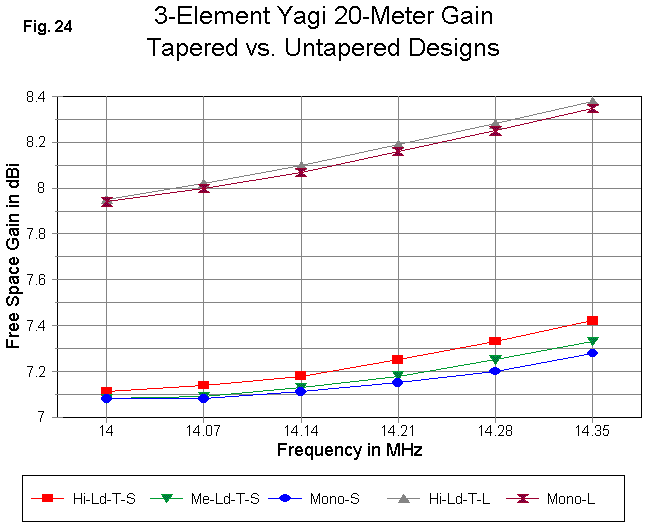 Fig. 24
3-Element Yagi 20-Meter Gain
Tapered vs. Untapered Designs
Free Space Gain in dBi
8.4
8.2
8
7.8
7.6
7.4
7.2
7
14 14.07 14.14 14.21 14.28 14.35
Frequency in MHz
Hi-Ld-T-S Me-Ld-T-S Mono-S Hi-Ld-T-L Mono-L